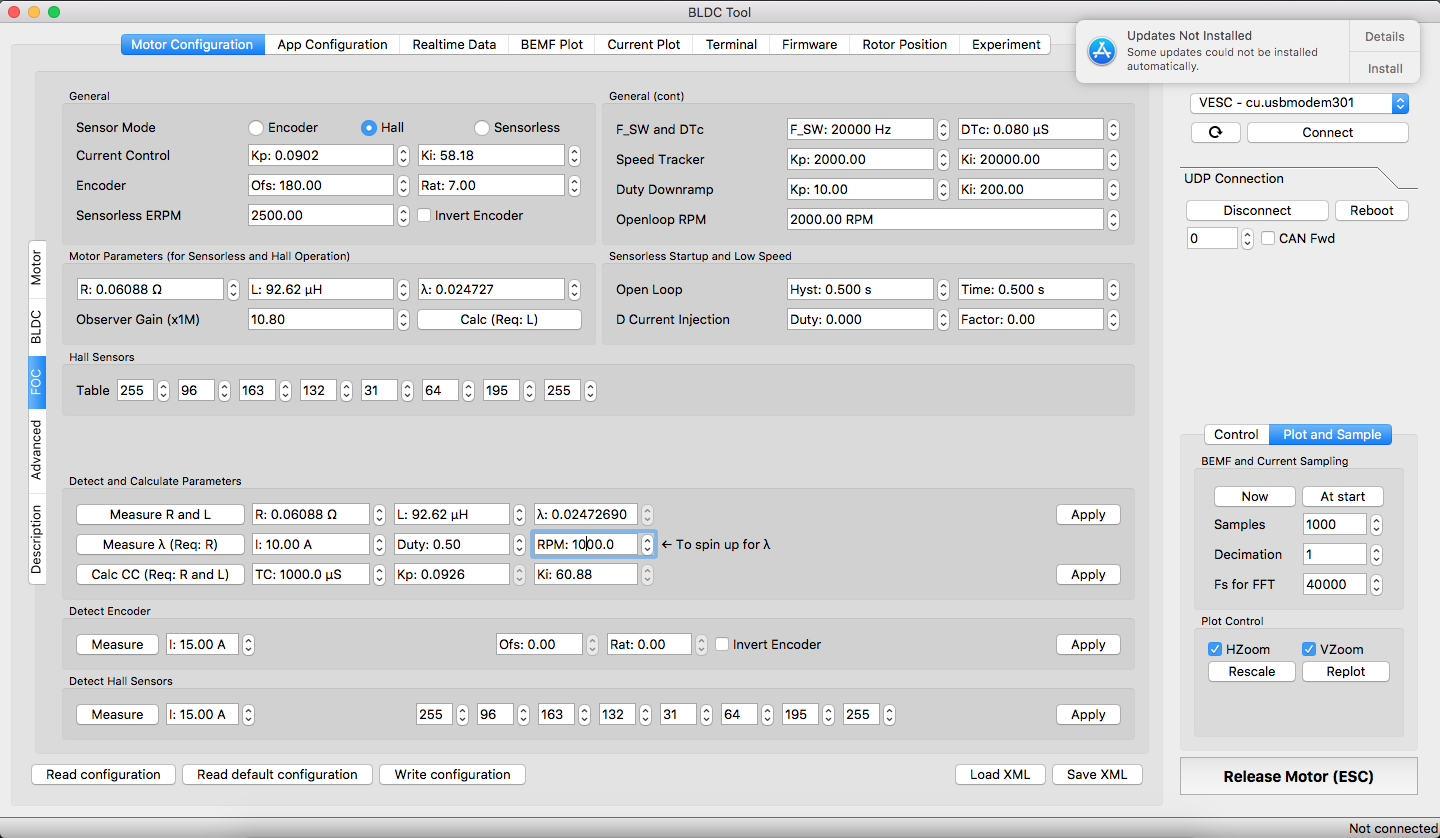 BLDC Tool
Motor Configuration App Configuration Realtime Data BEMF Plot Current Plot Terminal Firmware Rotor Position Experiment
Updates Not Installed
Some updates could not be installed
automatically.
Details
Install
VESC - cu.usbmodem301
Connect
UDP Connection
Disconnect Reboot
0 CAN Fwd
Motor
BLDC
FOC
Advanced
Description
General
Sensor Mode Encoder Hall Sensorless
Current Control Kp: 0.0902 Ki: 58.18
Encoder Ofs: 180.00 Rat: 7.00
Sensorless ERPM 2500.00 Invert Encoder
General (cont)
F_SW and DTc F_SW: 20000 Hz DTc: 0.080 µS
Speed Tracker Kp: 2000.00 Ki: 20000.00
Duty Downramp Kp: 10.00 Ki: 200.00
Openloop RPM 2000.00 RPM
Motor Parameters (for Sensorless and Hall Operation)
R: 0.06088 Ω L: 92.62 µH λ: 0.024727
Observer Gain (x1M) 10.80 Calc (Req: L)
Sensorless Startup and Low Speed
Open Loop Hyst: 0.500 s Time: 0.500 s
D Current Injection Duty: 0.000 Factor: 0.00
Hall Sensors
Table 255 96 163 132 31 64 195 255
Detect and Calculate Parameters
Measure R and L R: 0.06088 Ω L: 92.62 µH λ: 0.02472690 Apply
Measure λ (Req: R) I: 10.00 A Duty: 0.50 RPM: 1000.0 ← To spin up for λ
Calc CC (Req: R and L) TC: 1000.0 µS Kp: 0.0926 Ki: 60.88 Apply
Detect Encoder
Measure I: 15.00 A Ofs: 0.00 Rat: 0.00 Invert Encoder Apply
Detect Hall Sensors
Measure I: 15.00 A 255 96 163 132 31 64 195 255 Apply
Read configuration Read default configuration Write configuration Load XML Save XML
Control Plot and Sample
BEMF and Current Sampling
Now At start
Samples 1000
Decimation 1
Fs for FFT 40000
Plot Control
HZoom VZoom
Rescale Replot
Release Motor (ESC)
Not connected